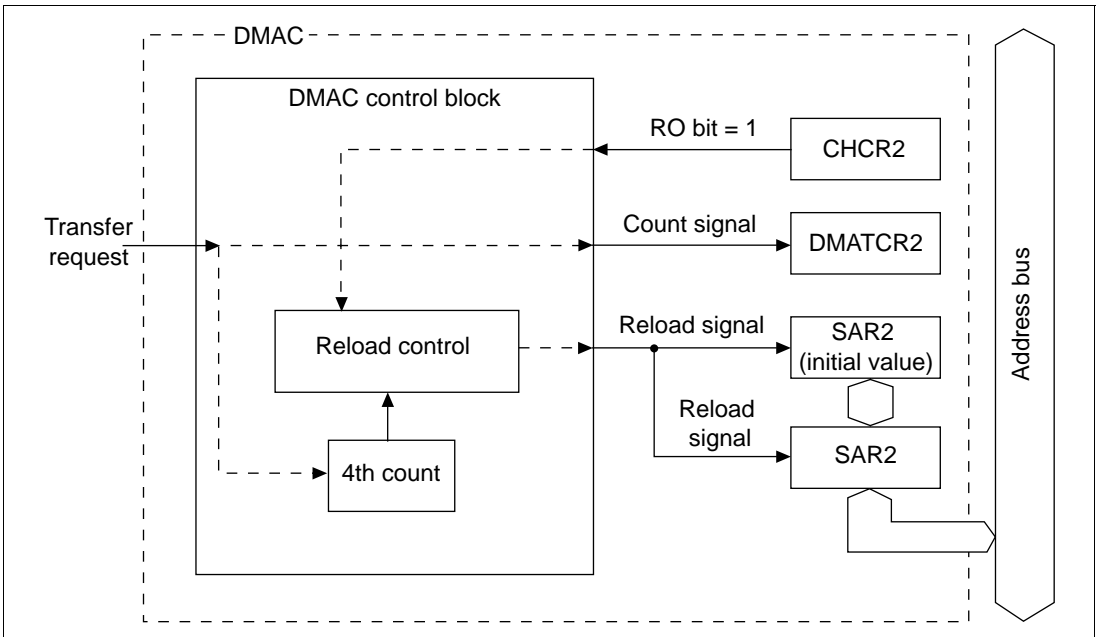 DMAC
DMAC control block
RO bit = 1
CHCR2
Transfer
request
Count signal
DMATCR2
Reload control
Reload signal
SAR2
(initial value)
Reload
signal
4th count
SAR2
Address bus